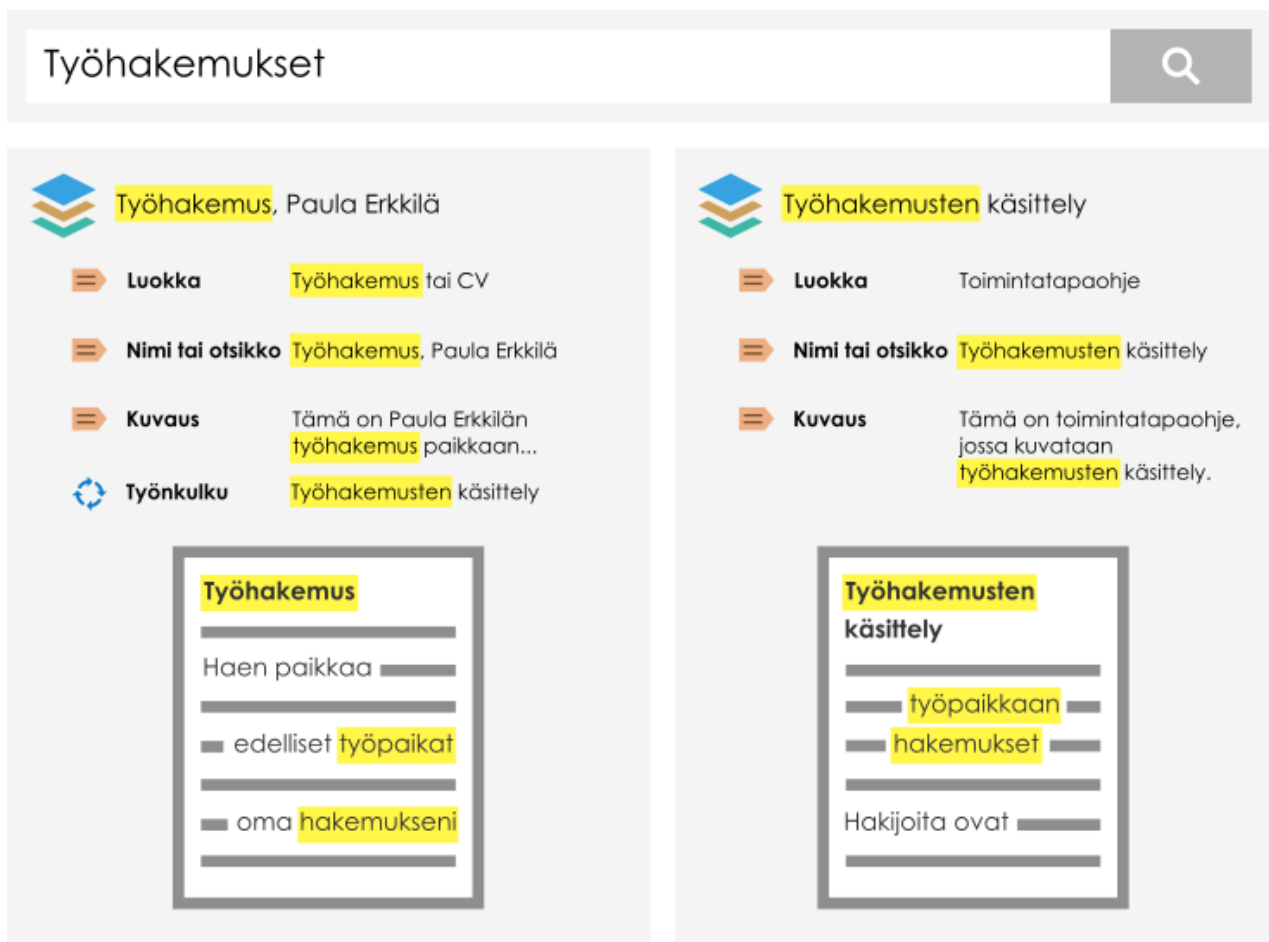 Työhakemukset
Työhakemus, Paula Erkkilä
Luokka Työhakemus tai CV
Nimi tai otsikko Työhakemus, Paula Erkkilä
Kuvaus Tämä on Paula Erkkilän
työhakemus paikkaan...
Työnkulku Työhakemusten käsittely
Työhakemus
Haen paikkaa
edelliset työpaikat
oma hakemukseni
Työhakemusten käsittely
Luokka Toimintatapaohje
Nimi tai otsikko Työhakemusten käsittely
Kuvaus Tämä on toimintatapaohje,
jossa kuvataan
työhakemusten käsittely.
Työhakemusten
käsittely
työpaikkaan
hakemukset
Hakijoita ovat